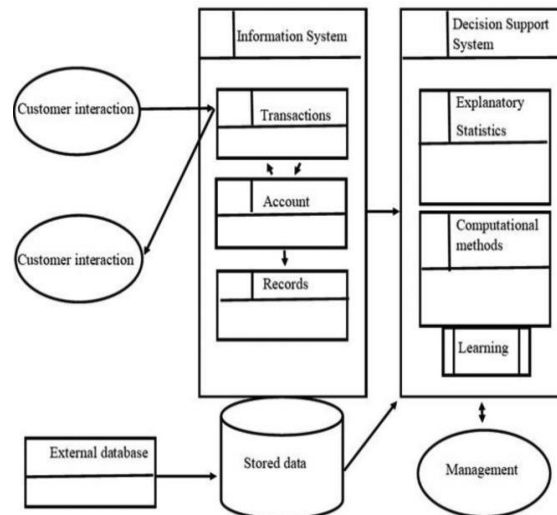 Information System
Decision Support
System
Customer interaction
Transactions
Explanatory
Statistics
Account
Customer interaction
Computational
methods
Records
Learning
External database
Stored data
Management